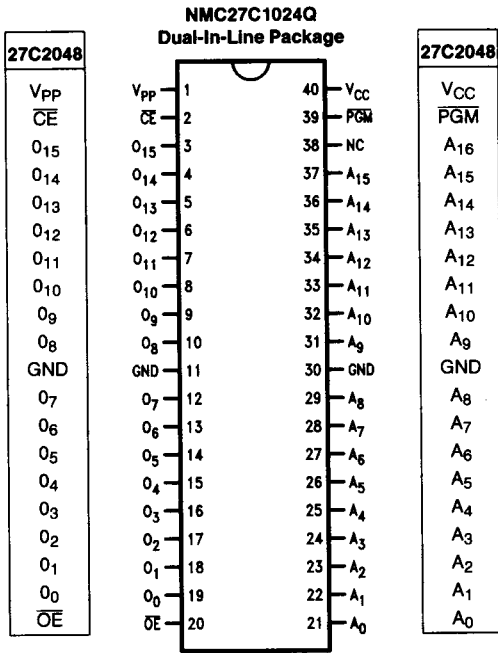 NMC27C1024Q
Dual-In-Line Package
27C2048 27C2048
VPP VPP 1 40 VCC VCC
C̅E̅ C̅E̅ 2 39 P̅G̅M̅ P̅G̅M̅
O15 O15 3 38 NC A16
O14 O14 4 37 A15 A15
O13 O13 5 36 A14 A14
O12 O12 6 35 A13 A13
O11 O11 7 34 A12 A12
O10 O10 8 33 A11 A11
O9 O9 9 32 A10 A10
O8 O8 10 31 A9 A9
GND GND 11 30 GND GND
O7 O7 12 29 A8 A8
O6 O6 13 28 A7 A7
O5 O5 14 27 A6 A6
O4 O4 15 26 A5 A5
O3 O3 16 25 A4 A4
O2 O2 17 24 A3 A3
O1 O1 18 23 A2 A2
O0 O0 19 22 A1 A1
O̅E̅ O̅E̅ 20 21 A0 A0